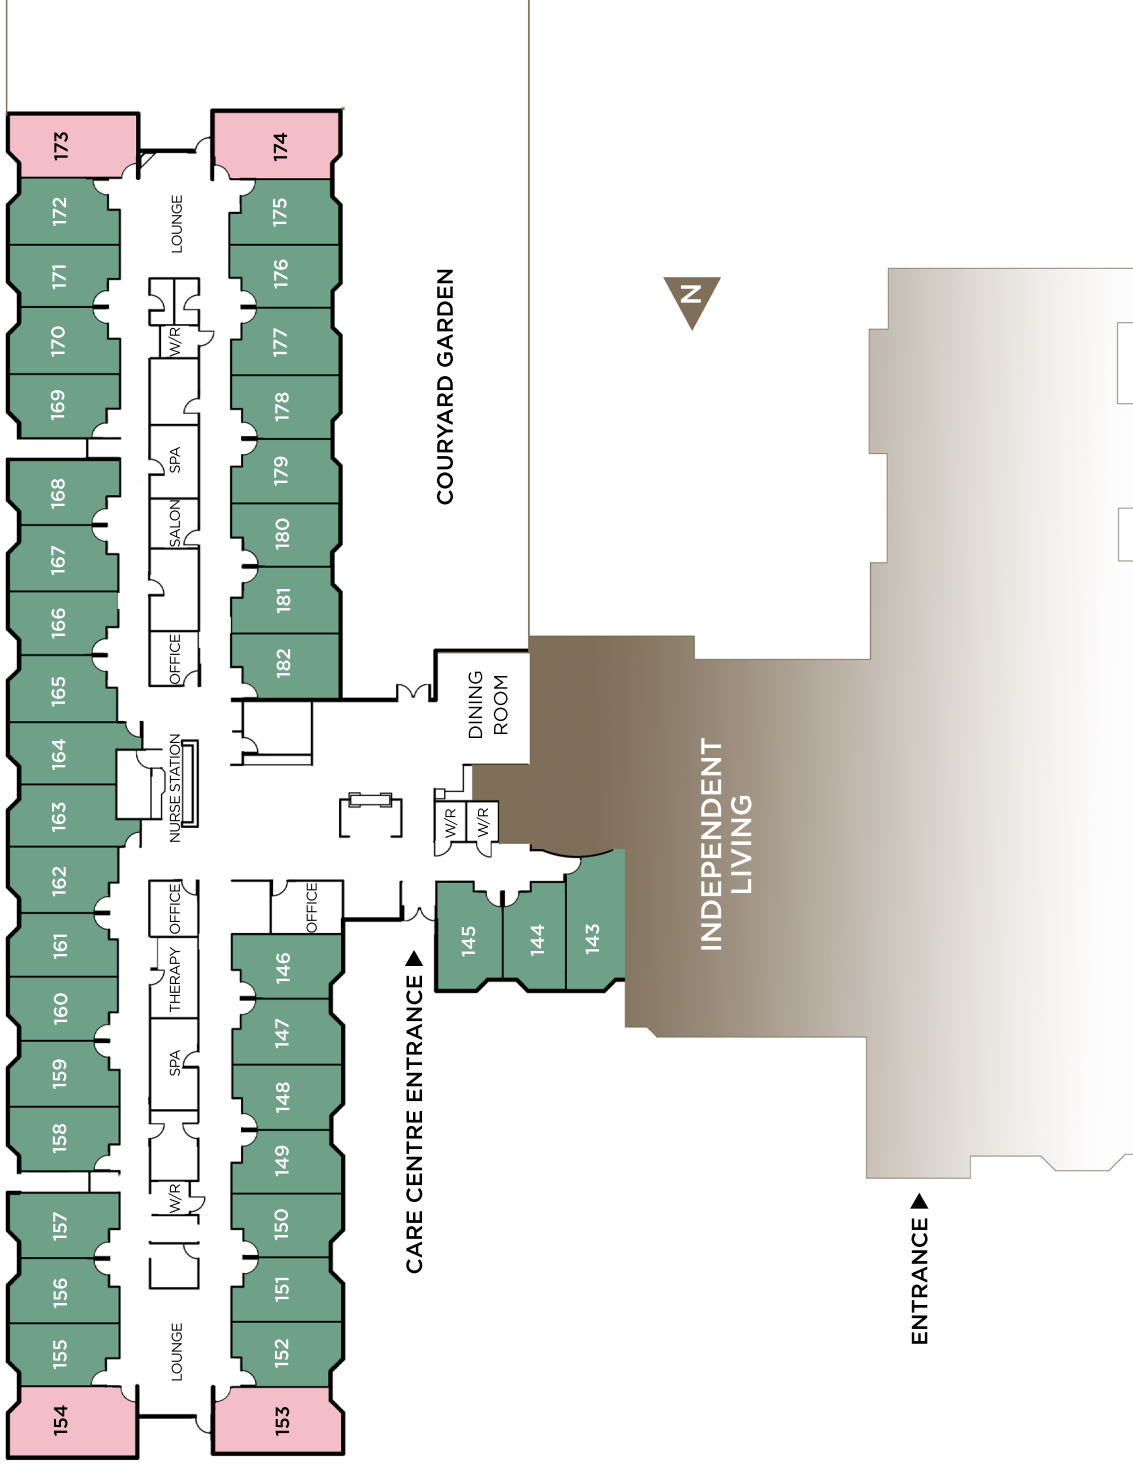 173
172
171
170
169
168
167
166
165
164
163
162
161
160
159
158
157
156
155
154
LOUNGE
W/R
SPA
SALON
OFFICE
NURSE STATION
OFFICE
THERAPY
SPA
W/R
LOUNGE
174
175
176
177
178
179
180
181
182
OFFICE
146
147
148
149
150
151
152
153
COURYARD GARDEN
DINING
ROOM
W/R
W/R
145
144
143
CARE CENTRE ENTRANCE
N
INDEPENDENT
LIVING
ENTRANCE